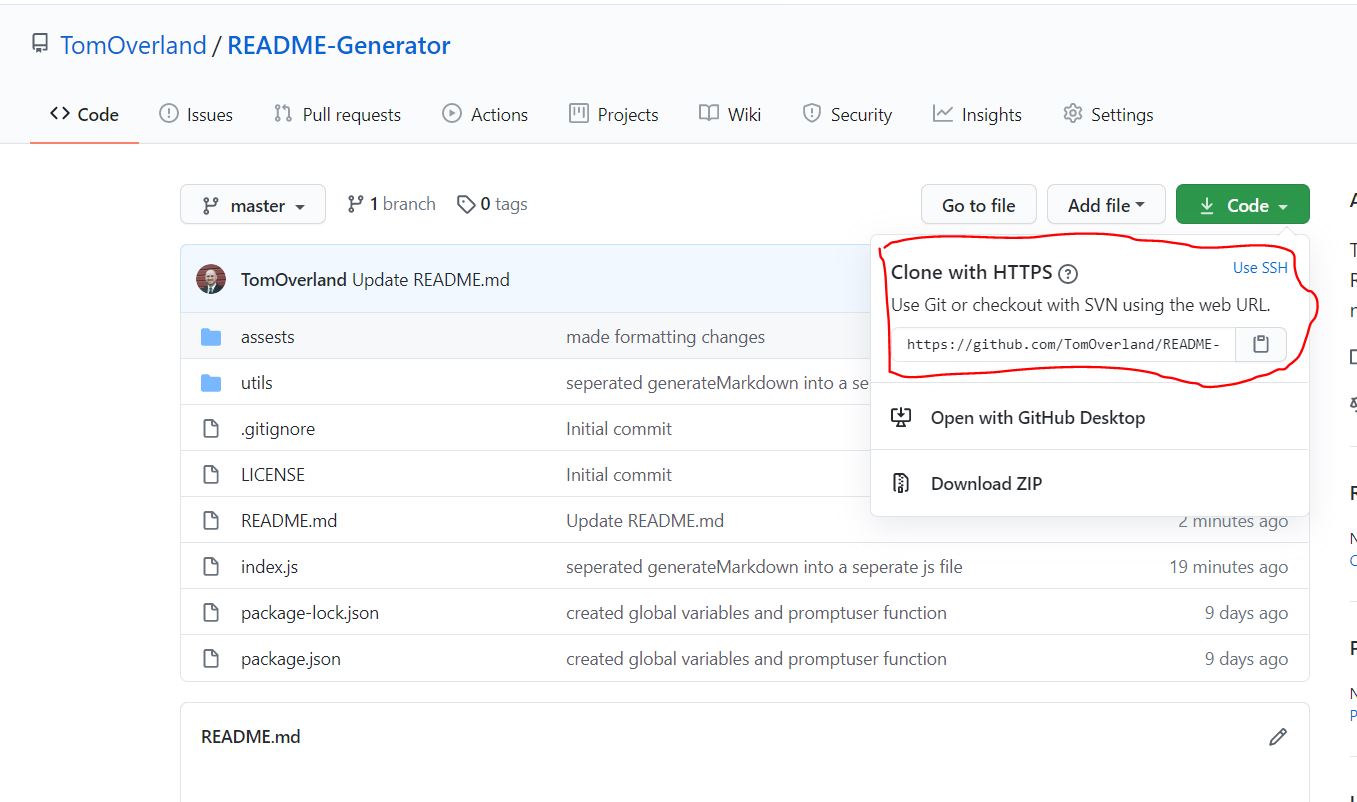 TomOverland / README-Generator
Code Issues Pull requests Actions Projects Wiki Security Insights Settings
master 1 branch 0 tags Go to file Add file Code
TomOverland Update README.md
Clone with HTTPS ? Use SSH
Use Git or checkout with SVN using the web URL.
https://github.com/TomOverland/README-
Open with GitHub Desktop
Download ZIP
assests made formatting changes
utils seperated generateMarkdown into a se
.gitignore Initial commit
LICENSE Initial commit
README.md Update README.md 2 minutes ago
index.js seperated generateMarkdown into a seperate js file 19 minutes ago
package-lock.json created global variables and promptuser function 9 days ago
package.json created global variables and promptuser function 9 days ago
README.md